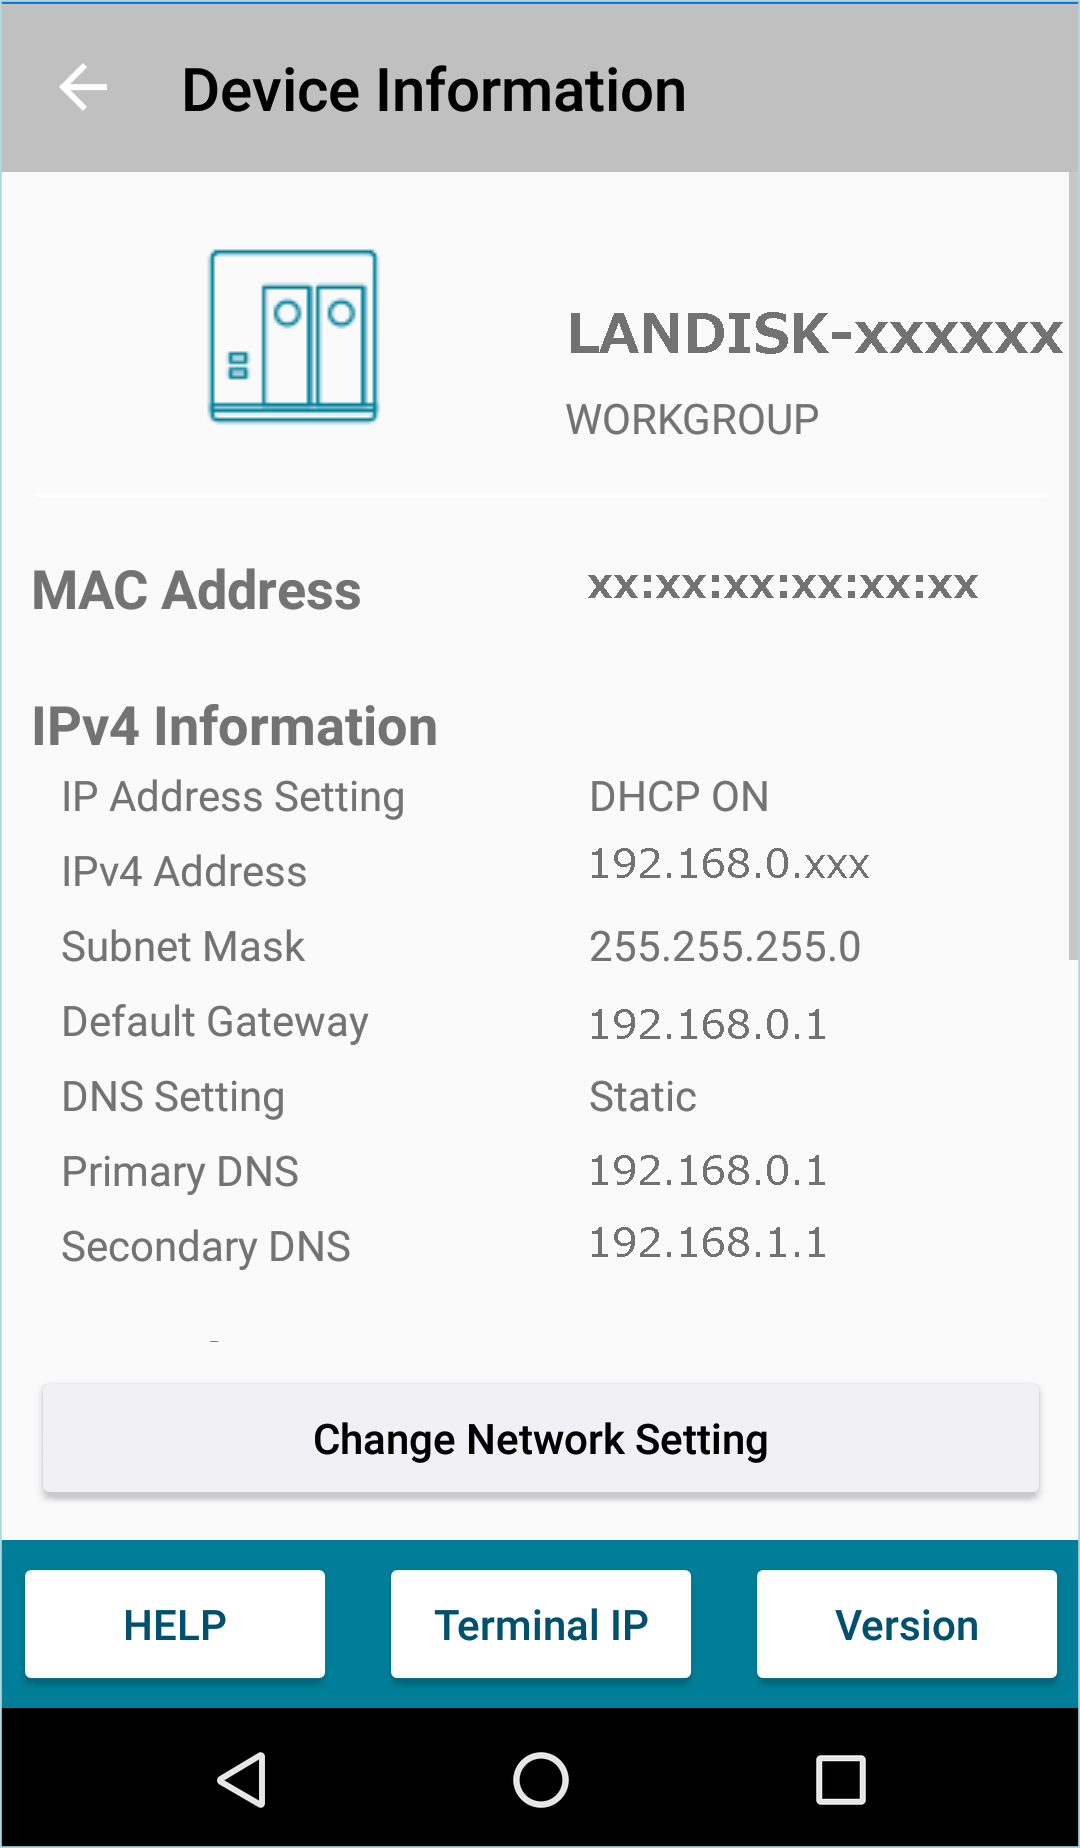 Device Information
LANDISK-xxxxxx
WORKGROUP
MAC Address xx:xx:xx:xx:xx:xx
IPv4 Information
IP Address Setting DHCP ON
IPv4 Address 192.168.0.xxx
Subnet Mask 255.255.255.0
Default Gateway 192.168.0.1
DNS Setting Static
Primary DNS 192.168.0.1
Secondary DNS 192.168.1.1
Change Network Setting
HELP Terminal IP Version